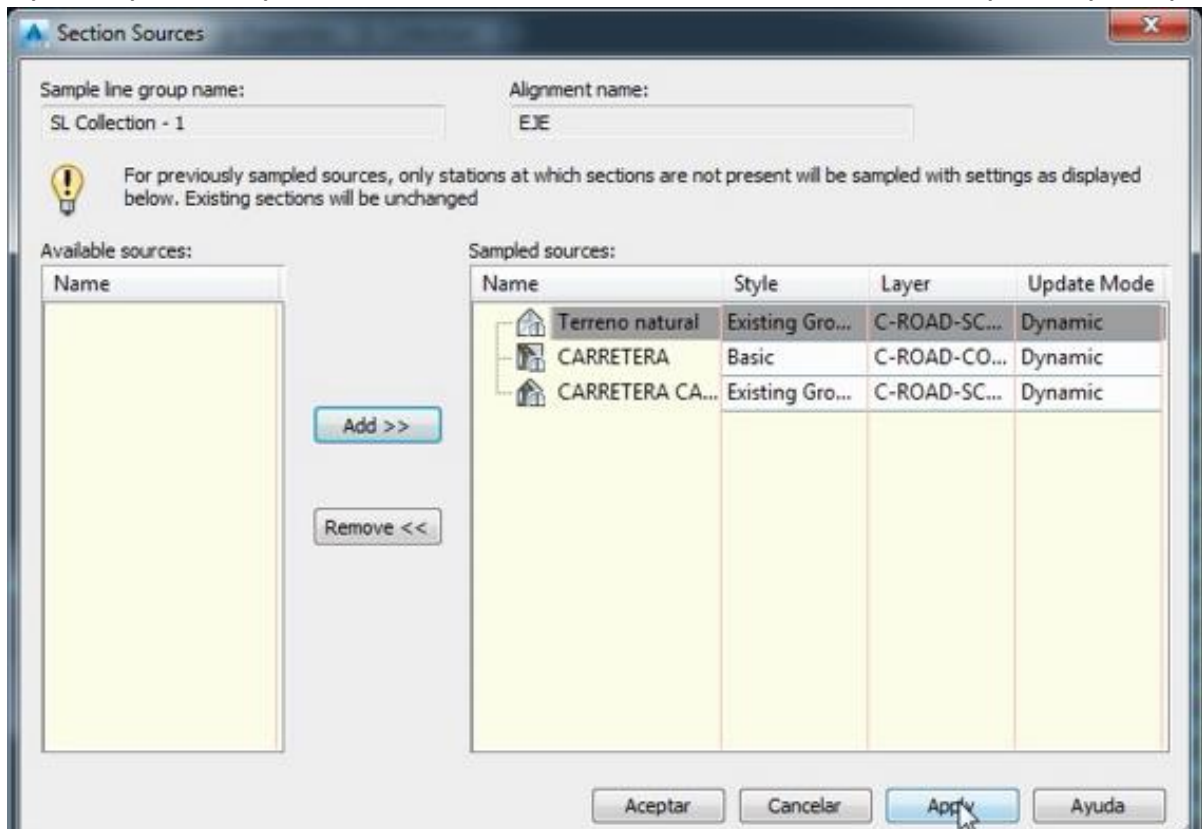 Section Sources
Sample line group name:
Alignment name:
SL Collection - 1
EJE
For previously sampled sources, only stations at which sections are not present will be sampled with settings as displayed
below. Existing sections will be unchanged
Available sources:
Sampled sources:
Name
Name Style Layer Update Mode
Terreno natural Existing Gro... C-ROAD-SC... Dynamic
CARRETERA Basic C-ROAD-CO... Dynamic
CARRETERA CA... Existing Gro... C-ROAD-SC... Dynamic
Add >>
Remove <<
Aceptar Cancelar Apply Ayuda